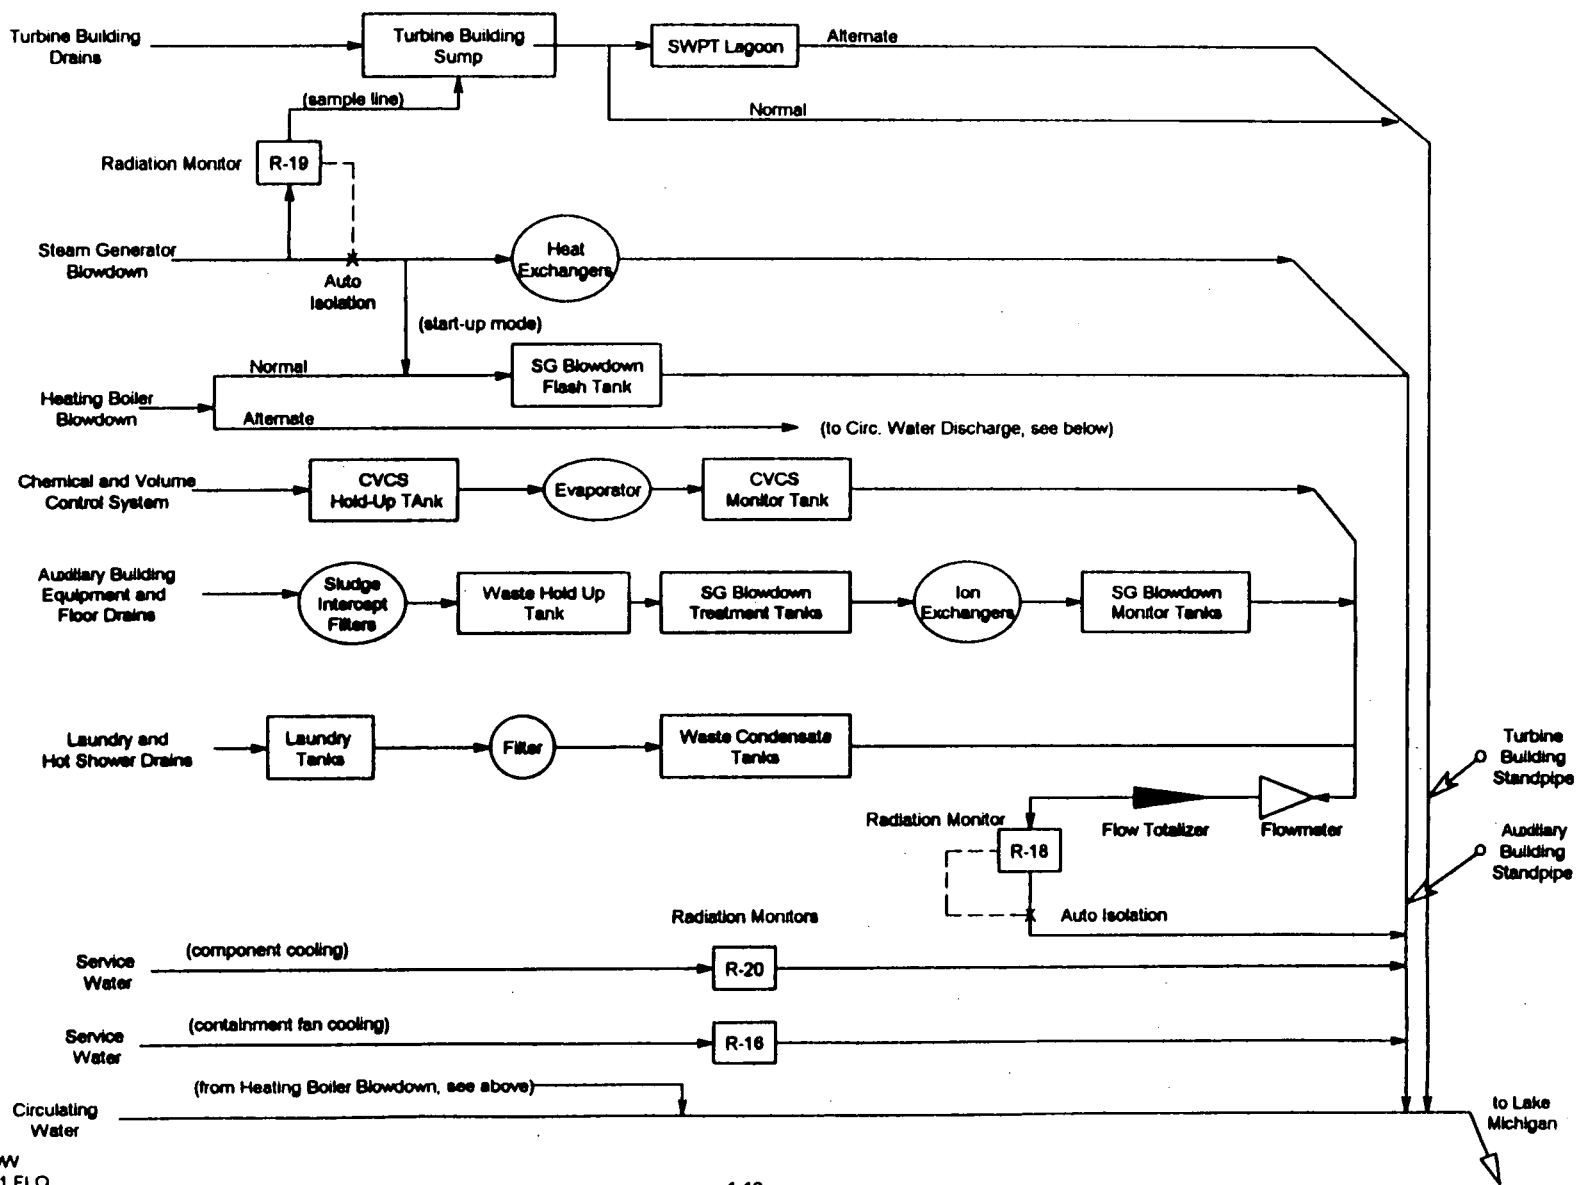 Turbine Building
Drains
Turbine Building
Sump
SWPT Lagoon
Alternate
(sample line)
Normal
Radiation Monitor
R-19
Steam Generator
Blowdown
Auto
Isolation
Heat
Exchangers
(start-up mode)
Normal
SG Blowdown
Flash Tank
Heating Boiler
Blowdown
Alternate
(to Circ. Water Discharge, see below)
Chemical and Volume
Control System
CVCS
Hold-Up TAnk
Evaporator
CVCS
Monitor Tank
Auxiliary Building
Equipment and
Floor Drains
Sludge
Intercept
Filters
Waste Hold Up
Tank
SG Blowdown
Treatment Tanks
Ion
Exchangers
SG Blowdown
Monitor Tanks
Laundry and
Hot Shower Drains
Laundry
Tanks
Filter
Waste Condensate
Tanks
Turbine
Building
Standpipe
Radiation Monitor
R-18
Flow Totalizer
Flowmeter
Auxiliary
Building
Standpipe
Auto Isolation
Radiation Monitors
Service
Water
(component cooling)
R-20
Service
Water
(containment fan cooling)
R-16
(from Heating Boiler Blowdown, see above)
Circulating
Water
to Lake
Michigan